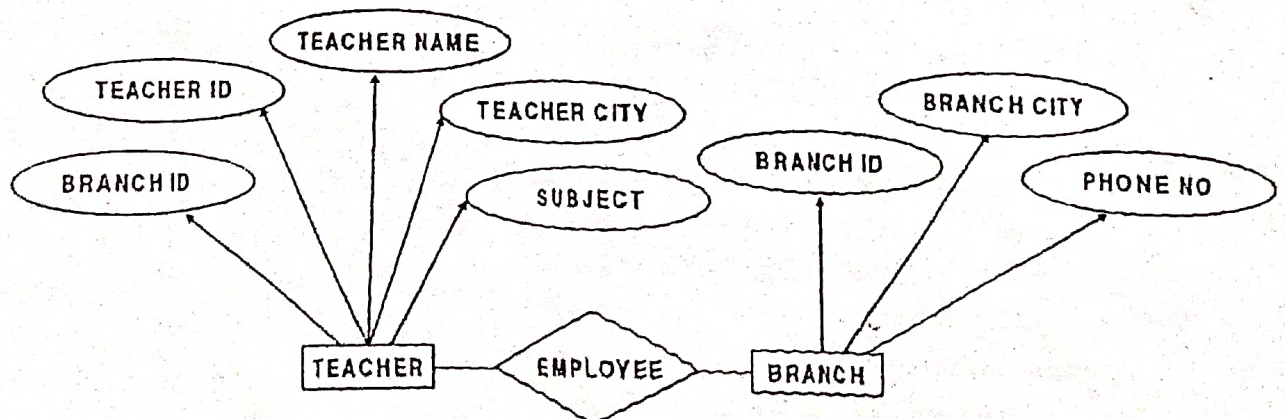 TEACHER NAME
TEACHER ID
TEACHER CITY
BRANCH ID
SUBJECT
BRANCH CITY
BRANCH ID
PHONE NO
TEACHER
EMPLOYEE
BRANCH